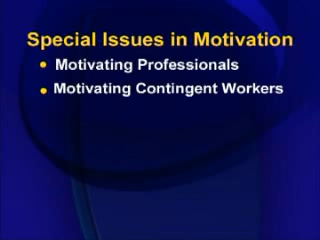 Special Issues in Motivation
• Motivating Professionals
• Motivating Contingent Workers